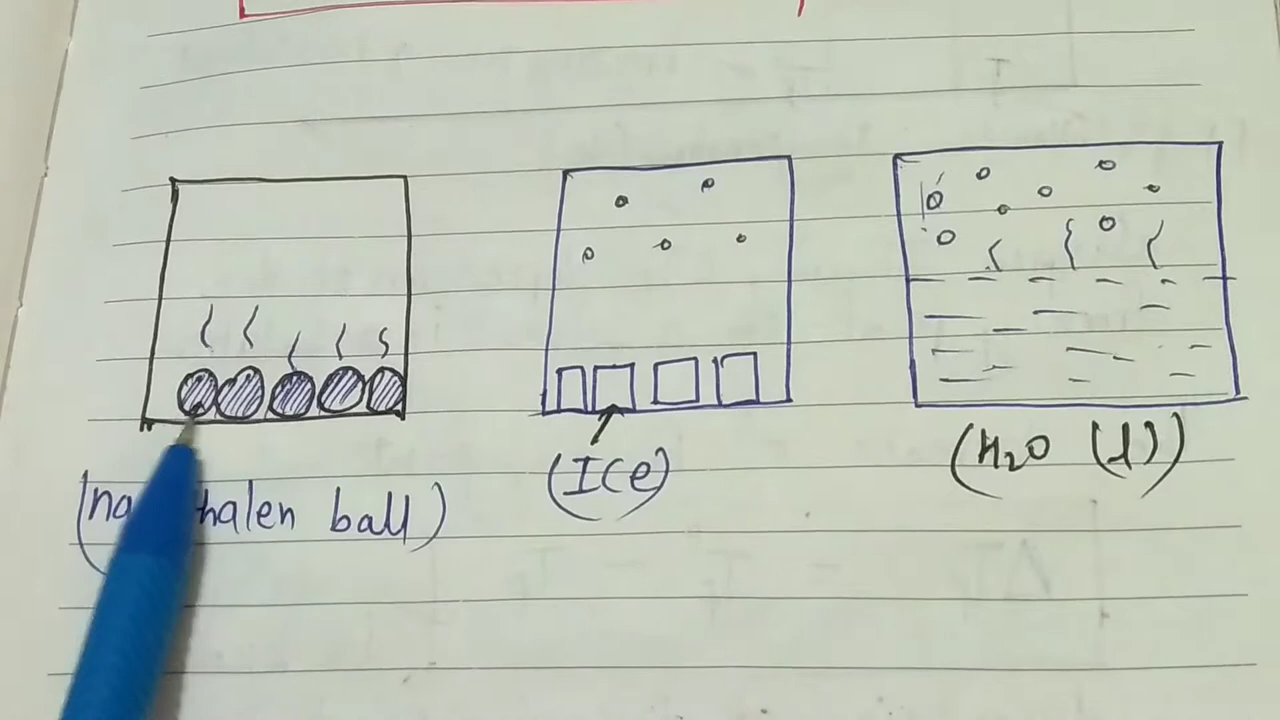 halen ball)
(Ice)
(H₂O (l))